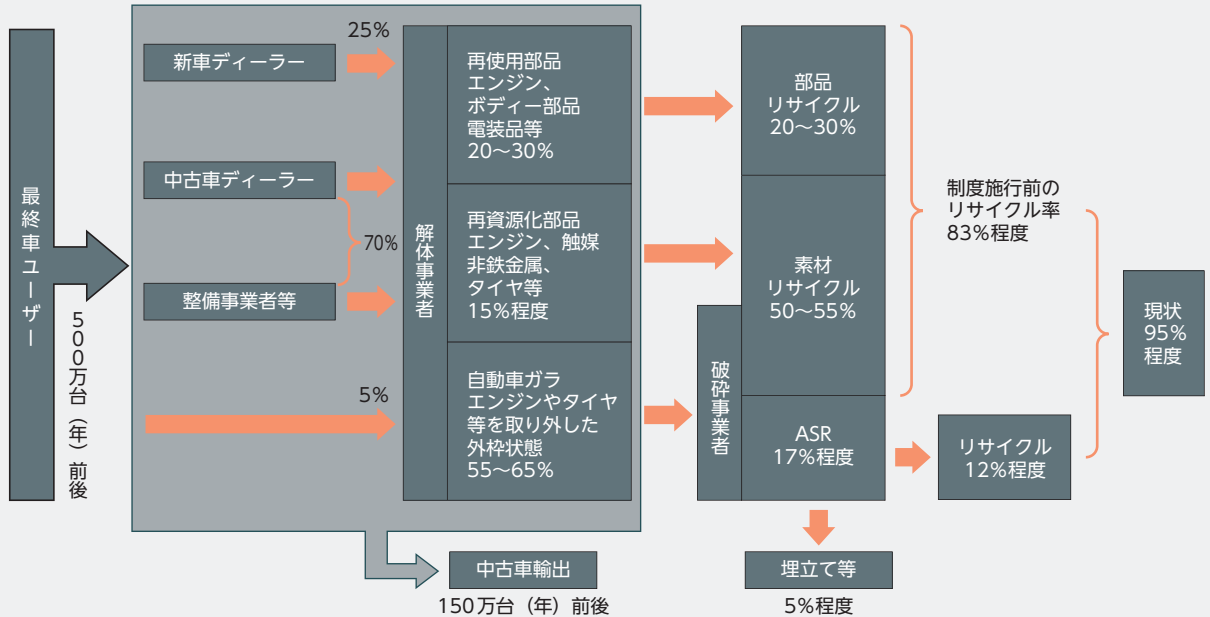 最終車ユーザー
500万台（年）前後
新車ディーラー
25%
中古車ディーラー
70%
整備事業者等
5%
解体事業者
再使用部品
エンジン、
ボディー部品
電装品等
20～30%
再資源化部品
エンジン、触媒
非鉄金属、
タイヤ等
15%程度
自動車ガラ
エンジンやタイヤ
等を取り外した
外枠状態
55～65%
中古車輸出
150万台（年）前後
破砕事業者
部品
リサイクル
20～30%
素材
リサイクル
50～55%
ASR
17%程度
埋立て等
5%程度
制度施行前の
リサイクル率
83%程度
リサイクル
12%程度
現状
95%
程度